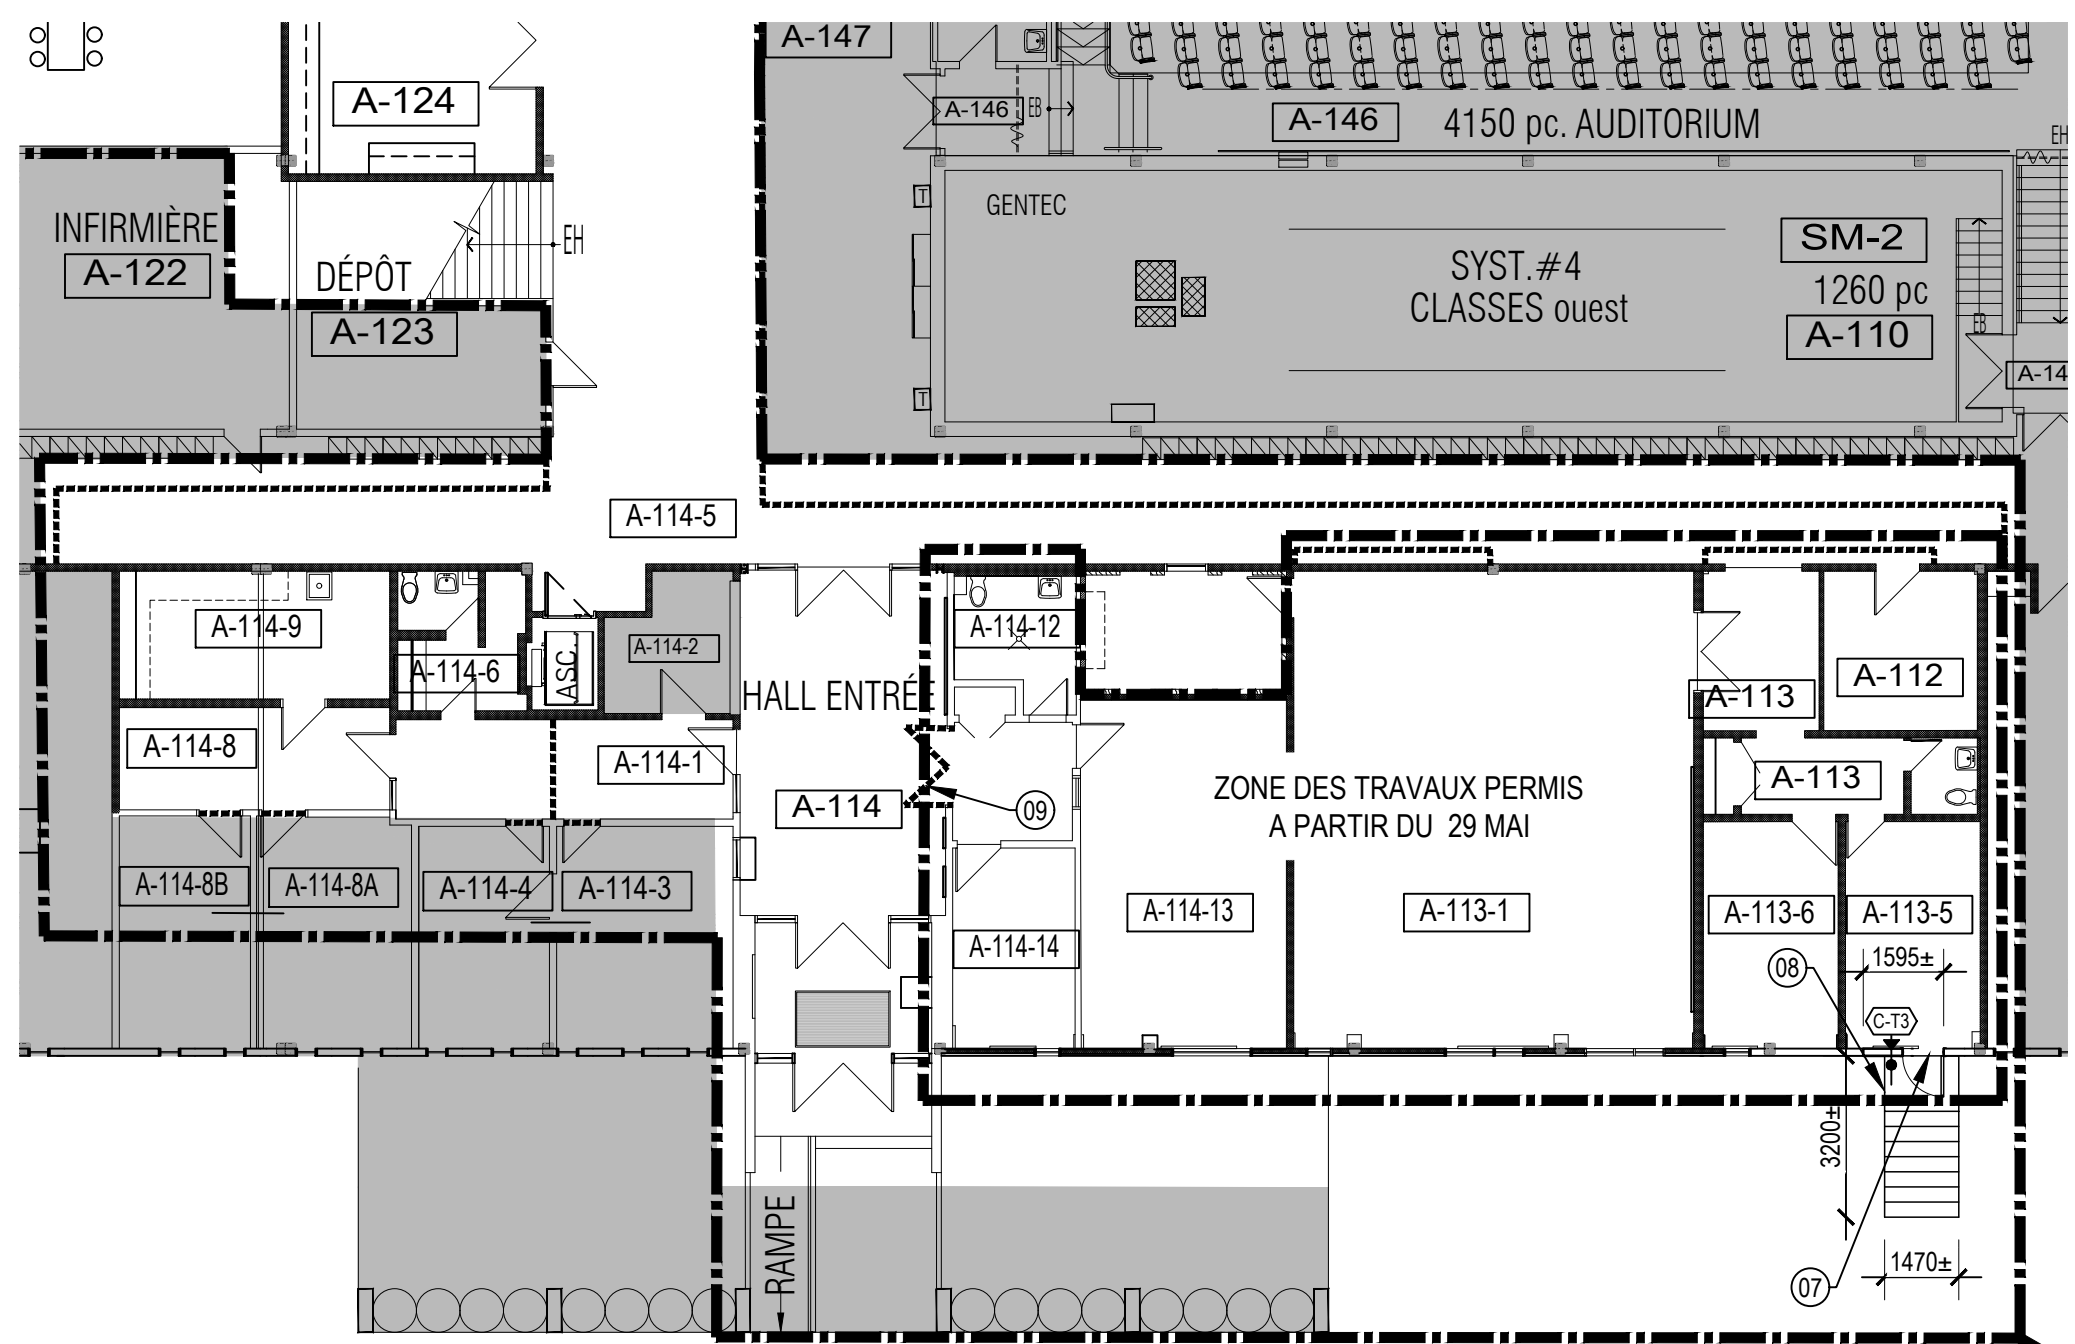 A-147
A-124
A-146
EB
A-146
4150 pc. AUDITORIUM
EH
T
GENTEC
INFIRMIÈRE
A-122
DÉPÔT
EH
A-123
SYST.#4
CLASSES ouest
SM-2
1260 pc
A-110
EB
T
A-14
A-114-5
A-114-9
A-114-6
ASC.
A-114-2
HALL ENTRÉE
A-114-12
A-113
A-112
A-114-8
A-114-1
A-114
09
ZONE DES TRAVAUX PERMIS
A PARTIR DU 29 MAI
A-113
A-114-8B
A-114-8A
A-114-4
A-114-3
A-114-13
A-113-1
A-113-6
A-113-5
A-114-14
08
1595±
C-T3
3200±
RAMPE
1470±
07